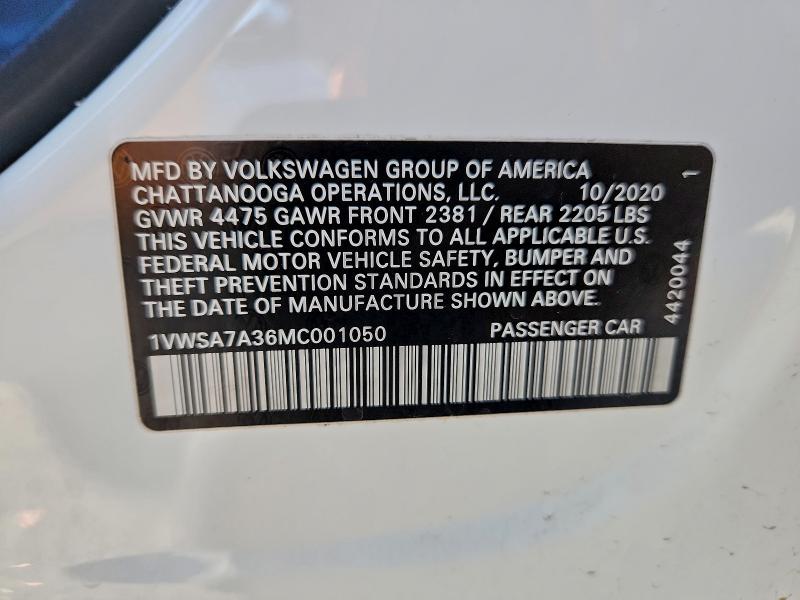 MFD BY VOLKSWAGEN GROUP OF AMERICA
CHATTANOOGA OPERATIONS, LLC. 10/2020
GVWR 4475 GAWR FRONT 2381 / REAR 2205 LBS
THIS VEHICLE CONFORMS TO ALL APPLICABLE U.S.
FEDERAL MOTOR VEHICLE SAFETY, BUMPER AND
THEFT PREVENTION STANDARDS IN EFFECT ON
THE DATE OF MANUFACTURE SHOWN ABOVE.
1VWSA7A36MC001050 PASSENGER CAR
4420044 1